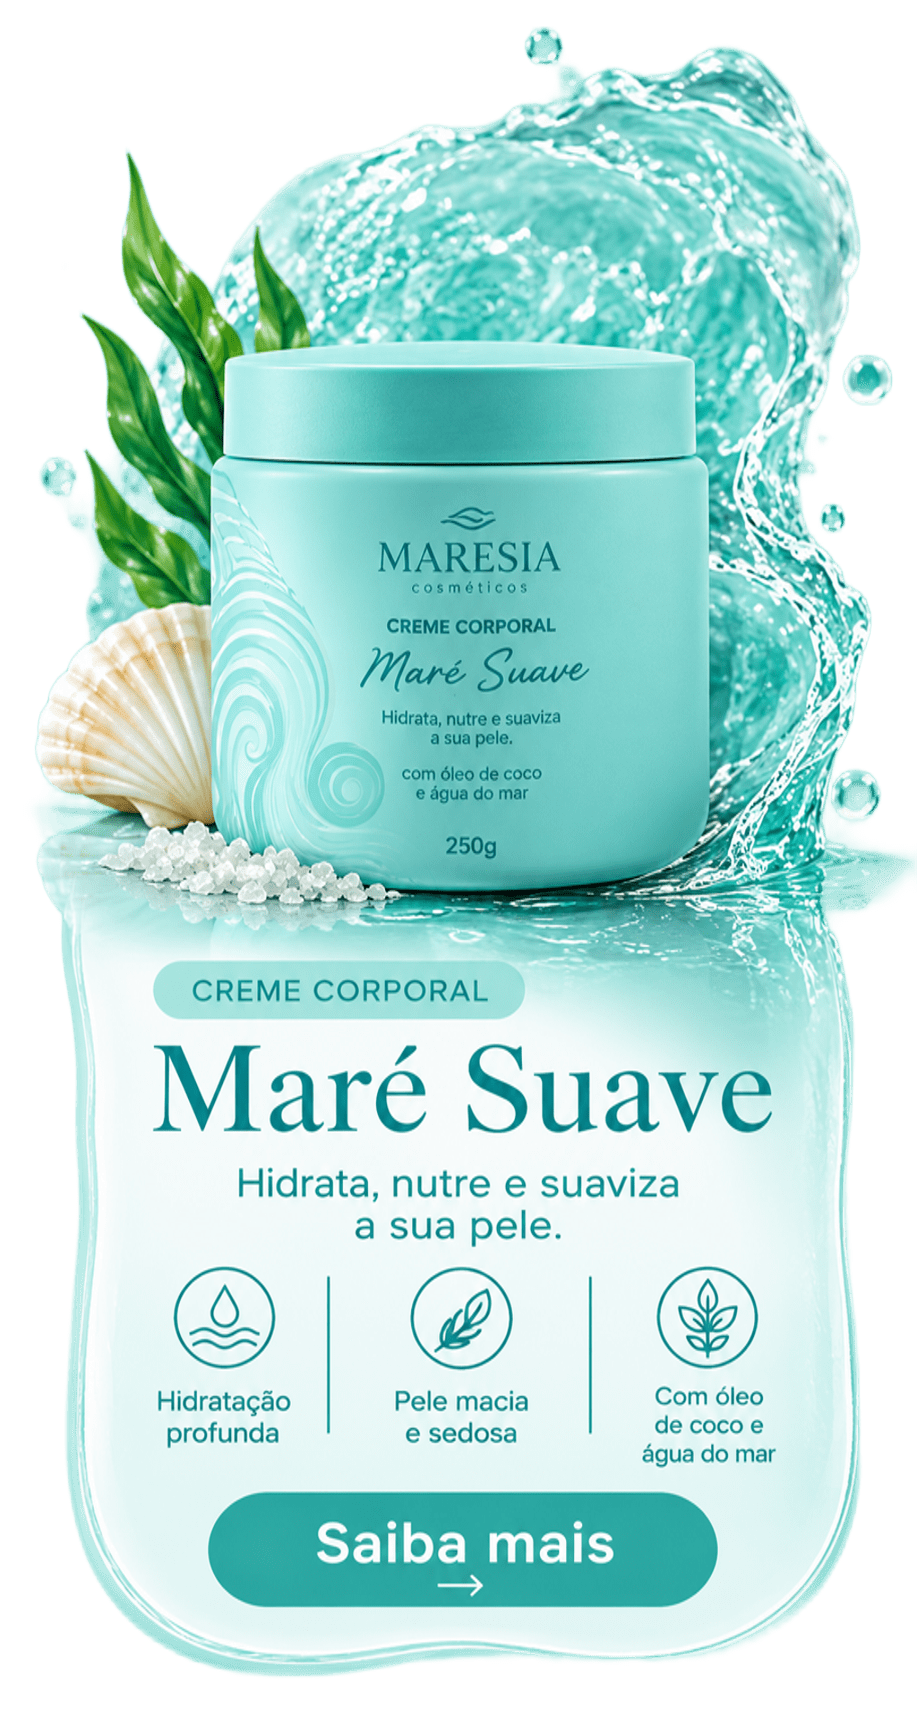 MARESIA
cosméticos
CREME CORPORAL
Maré Suave
Hidrata, nutre e suaviza
a sua pele.
com óleo de coco
e água do mar
250g
CREME CORPORAL
Maré Suave
Hidrata, nutre e suaviza
a sua pele.
Hidratação
profunda
Pele macia
e sedosa
Com óleo
de coco e
água do mar
Saiba mais